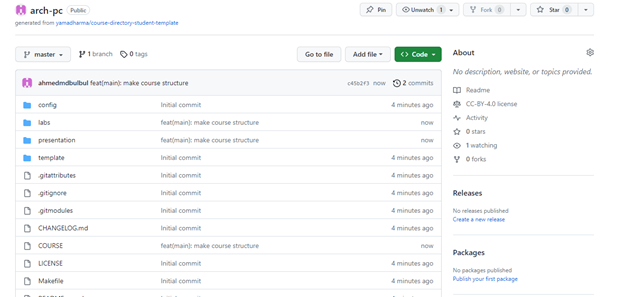 arch-pc Public
Pin Unwatch 1 Fork 0 Star 0
generated from yamadharma/course-directory-student-template
master 1 branch 0 tags Go to file Add file Code
ahmedmdbulbul feat(main): make course structure c45b2f3 now 2 commits
config Initial commit 4 minutes ago
labs feat(main): make course structure now
presentation feat(main): make course structure now
template Initial commit 4 minutes ago
.gitattributes Initial commit 4 minutes ago
.gitignore Initial commit 4 minutes ago
.gitmodules Initial commit 4 minutes ago
CHANGELOG.md Initial commit 4 minutes ago
COURSE feat(main): make course structure now
LICENSE Initial commit 4 minutes ago
Makefile Initial commit 4 minutes ago
About
No description, website, or topics provided.
Readme
CC-BY-4.0 license
Activity
0 stars
1 watching
0 forks
Releases
No releases published
Create a new release
Packages
No packages published
Publish your first package